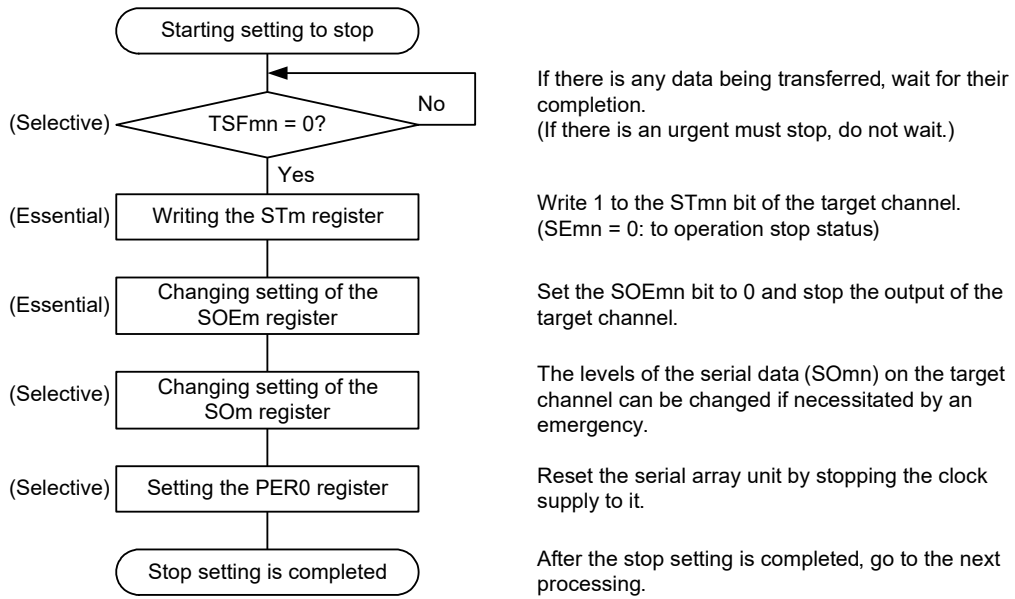 Starting setting to stop
If there is any data being transferred, wait for their
completion.
(If there is an urgent must stop, do not wait.)
No
(Selective)
TSFmn = 0?
Yes
(Essential)
Writing the STm register
Write 1 to the STmn bit of the target channel.
(SEmn = 0: to operation stop status)
(Essential)
Changing setting of the
SOEm register
Set the SOEmn bit to 0 and stop the output of the
target channel.
(Selective)
Changing setting of the
SOm register
The levels of the serial data (SOmn) on the target
channel can be changed if necessitated by an
emergency.
(Selective)
Setting the PER0 register
Reset the serial array unit by stopping the clock
supply to it.
Stop setting is completed
After the stop setting is completed, go to the next
processing.